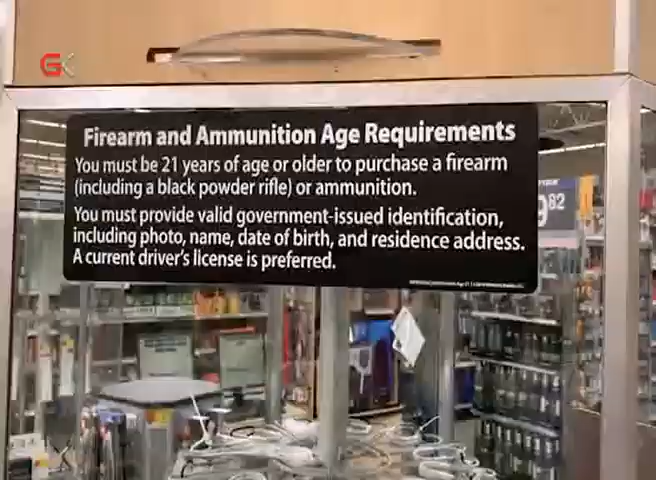 GK
Firearm and Ammunition Age Requirements
You must be 21 years of age or older to purchase a firearm
(including a black powder rifle) or ammunition.
You must provide valid government-issued identification,
including photo, name, date of birth, and residence address.
A current driver's license is preferred.
982